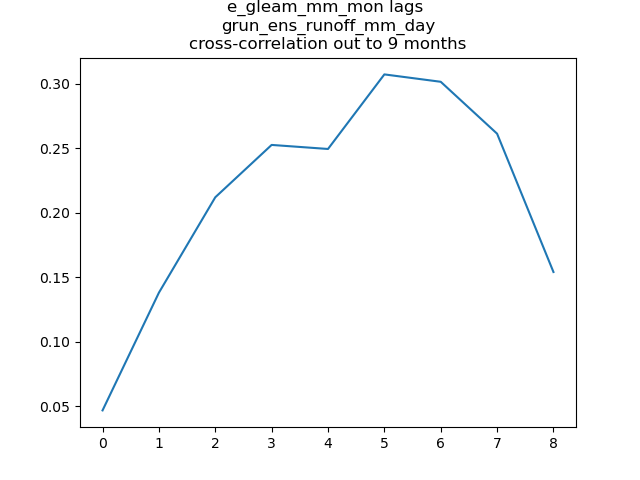 e_gleam_mm_mon lags
grun_ens_runoff_mm_day
cross-correlation out to 9 months
0.30
0.25
0.20
0.15
0.10
0.05
0 1 2 3 4 5 6 7 8